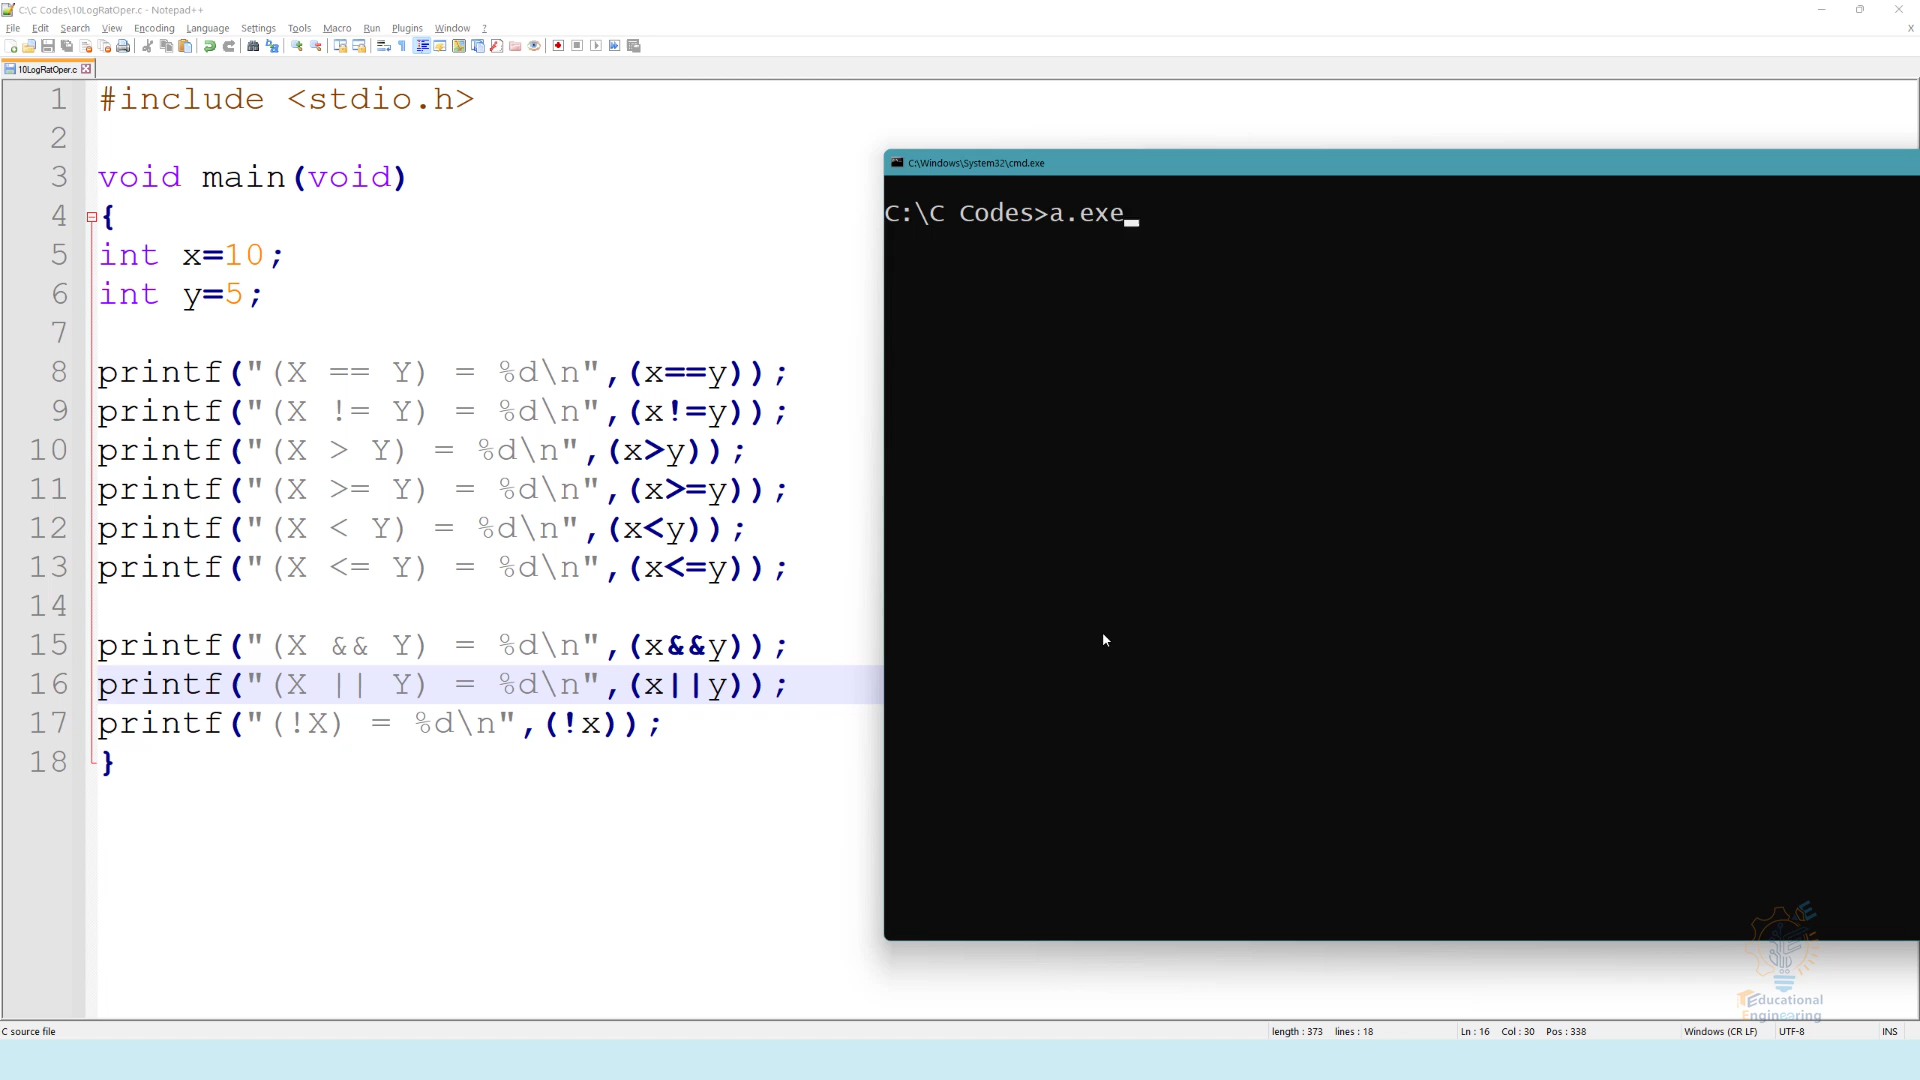 C:\C Codes\10LogRatOper.c - Notepad++
File Edit Search View Encoding Language Settings Tools Macro Run Plugins Window ?
X
10LogRatOper.c
1 #include <stdio.h>
2
3 void main(void)
4 {
5 int x=10;
6 int y=5;
7
8 printf("(X == Y) = %d\n",(x==y));
9 printf("(X != Y) = %d\n",(x!=y));
10 printf("(X > Y) = %d\n",(x>y));
11 printf("(X >= Y) = %d\n",(x>=y));
12 printf("(X < Y) = %d\n",(x<y));
13 printf("(X <= Y) = %d\n",(x<=y));
14
15 printf("(X && Y) = %d\n",(x&&y));
16 printf("(X || Y) = %d\n",(x||y));
17 printf("(!X) = %d\n",(!x));
18 }
C:\Windows\System32\cmd.exe
C:\C Codes>a.exe
Educational
Engineering
C source file length : 373 lines : 18 Ln : 16 Col : 30 Pos : 338 Windows (CR LF) UTF-8 INS